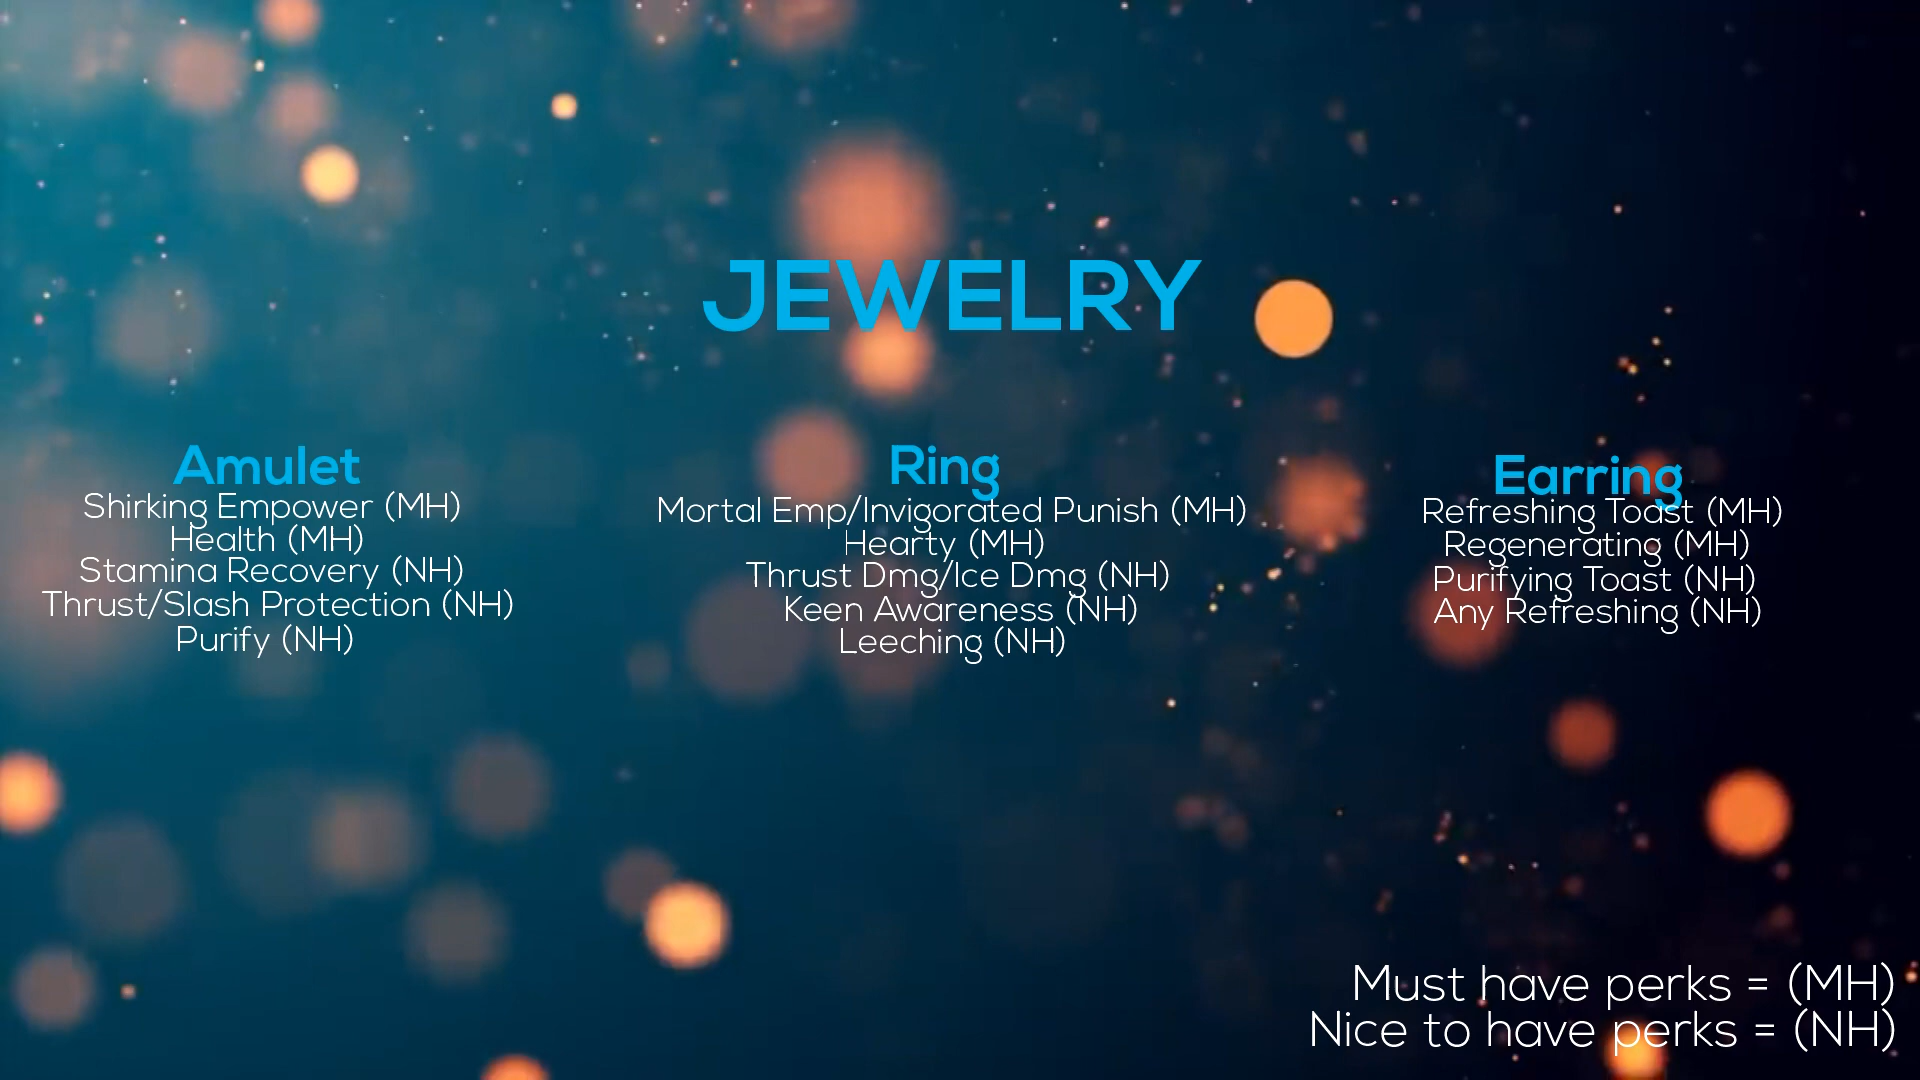 JEWELRY
Amulet
Shirking Empower (MH)
Health (MH)
Stamina Recovery (NH)
Thrust/Slash Protection (NH)
Purify (NH)
Ring
Mortal Emp/Invigorated Punish (MH)
Hearty (MH)
Thrust Dmg/Ice Dmg (NH)
Keen Awareness (NH)
Leeching (NH)
Earring
Refreshing Toast (MH)
Regenerating (MH)
Purifying Toast (NH)
Any Refreshing (NH)
Must have perks = (MH)
Nice to have perks = (NH)